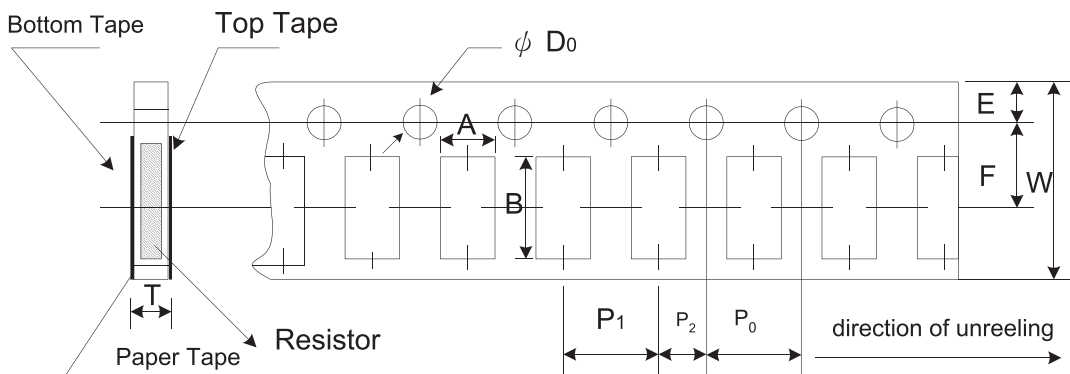 Bottom Tape
Top Tape
ψ D0
E
A
F
W
B
T
P1
P2
P0
Resistor
direction of unreeling
Paper Tape